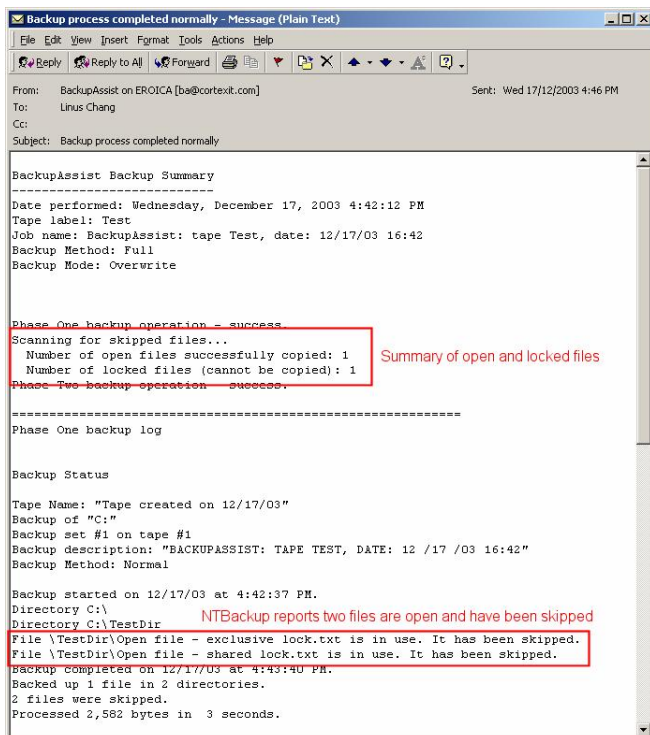 Backup process completed normally - Message (Plain Text)
File Edit View Insert Format Tools Actions Help
Reply Reply to All Forward
From: BackupAssist on EROICA [ba@cortexit.com] Sent: Wed 17/12/2003 4:46 PM
To: Linus Chang
Cc:
Subject: Backup process completed normally
BackupAssist Backup Summary
---------------------------
Date performed: Wednesday, December 17, 2003 4:42:12 PM
Tape label: Test
Job name: BackupAssist: tape Test, date: 12/17/03 16:42
Backup Method: Full
Backup Mode: Overwrite
Phase One backup operation - success.
Scanning for skipped files...
Number of open files successfully copied: 1
Summary of open and locked files
Number of locked files (cannot be copied): 1
Phase Two backup operation - success.
============================================================
Phase One backup log
Backup Status
Tape Name: "Tape created on 12/17/03"
Backup of "C:"
Backup set #1 on tape #1
Backup description: "BACKUPASSIST: TAPE TEST, DATE: 12 /17 /03 16:42"
Backup Method: Normal
Backup started on 12/17/03 at 4:42:37 PM.
Directory C:\
Directory C:\TestDir
NTBackup reports two files are open and have been skipped
File \TestDir\Open file - exclusive lock.txt is in use. It has been skipped.
File \TestDir\Open file - shared lock.txt is in use. It has been skipped.
Backup completed on 12/17/03 at 4:43:40 PM.
Backed up 1 file in 2 directories.
2 files were skipped.
Processed 2,582 bytes in 3 seconds.